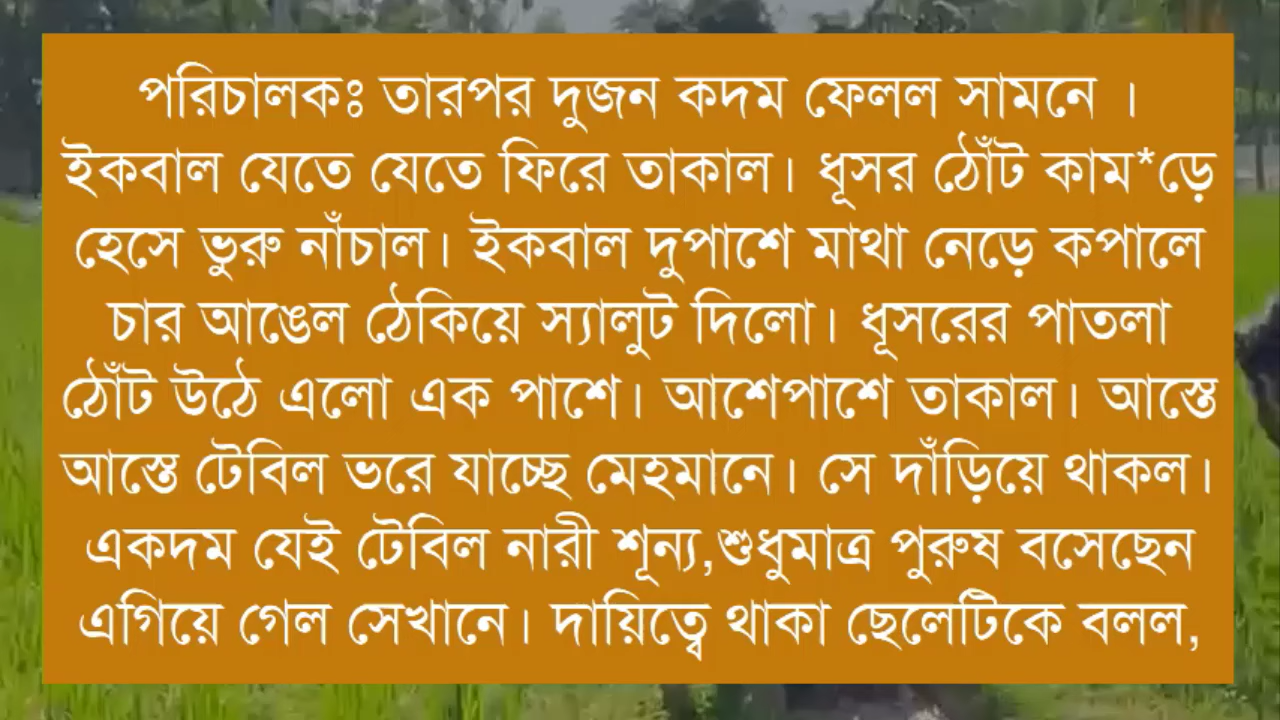 পরিচালকঃ তারপর দুজন কদম ফেলল সামনে ।
ইকবাল যেতে যেতে ফিরে তাকাল। ধূসর ঠোঁট কাম*ড়ে
হেসে ভুরু নাঁচাল। ইকবাল দুপাশে মাথা নেড়ে কপালে
চার আঙেল ঠেকিয়ে স্যালুট দিলো। ধূসরের পাতলা
ঠোঁট উঠে এলো এক পাশে। আশেপাশে তাকাল। আস্তে
আস্তে টেবিল ভরে যাচ্ছে মেহমানে। সে দাঁড়িয়ে থাকল।
একদম যেই টেবিল নারী শূন্য,শুধুমাত্র পুরুষ বসেছেন
এগিয়ে গেল সেখানে। দায়িত্বে থাকা ছেলেটিকে বলল,